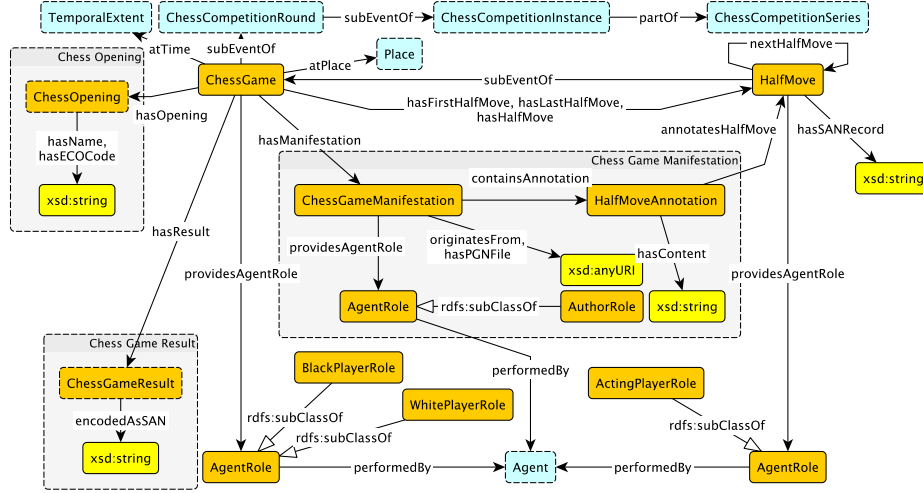 TemporalExtent
ChessCompetitionRound
subEventOf
ChessCompetitionInstance
partOf
ChessCompetitionSeries
atTime
subEventOf
atPlace
Place
nextHalfMove
Chess Opening
ChessGame
subEventOf
HalfMove
ChessOpening
hasOpening
hasFirstHalfMove, hasLastHalfMove,
hasHalfMove
hasName,
hasECOCode
hasManifestation
annotatesHalfMove
hasSANRecord
xsd:string
Chess Game Manifestation
containsAnnotation
xsd:string
ChessGameManifestation
HalfMoveAnnotation
hasResult
providesAgentRole
originatesFrom,
hasPGNFile
hasContent
providesAgentRole
xsd:anyURI
providesAgentRole
AgentRole
rdfs:subClassOf
AuthorRole
xsd:string
Chess Game Result
ChessGameResult
BlackPlayerRole
performedBy
ActingPlayerRole
encodedAsSAN
rdfs:subClassOf
WhitePlayerRole
rdfs:subClassOf
rdfs:subClassOf
xsd:string
AgentRole
performedBy
Agent
performedBy
AgentRole